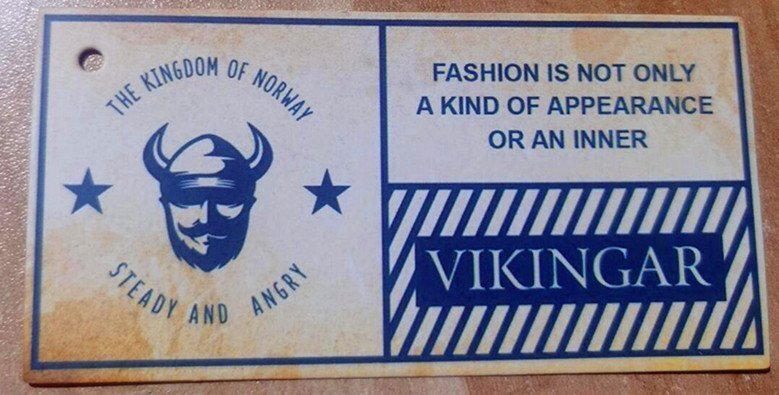 THE KINGDOM OF NORWAY
STEADY AND ANGRY
FASHION IS NOT ONLY
A KIND OF APPEARANCE
OR AN INNER
VIKINGAR